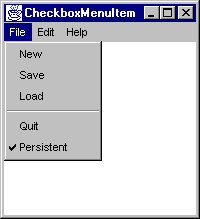 CheckboxMenuItem
File Edit Help
New
Save
Load
Quit
Persistent